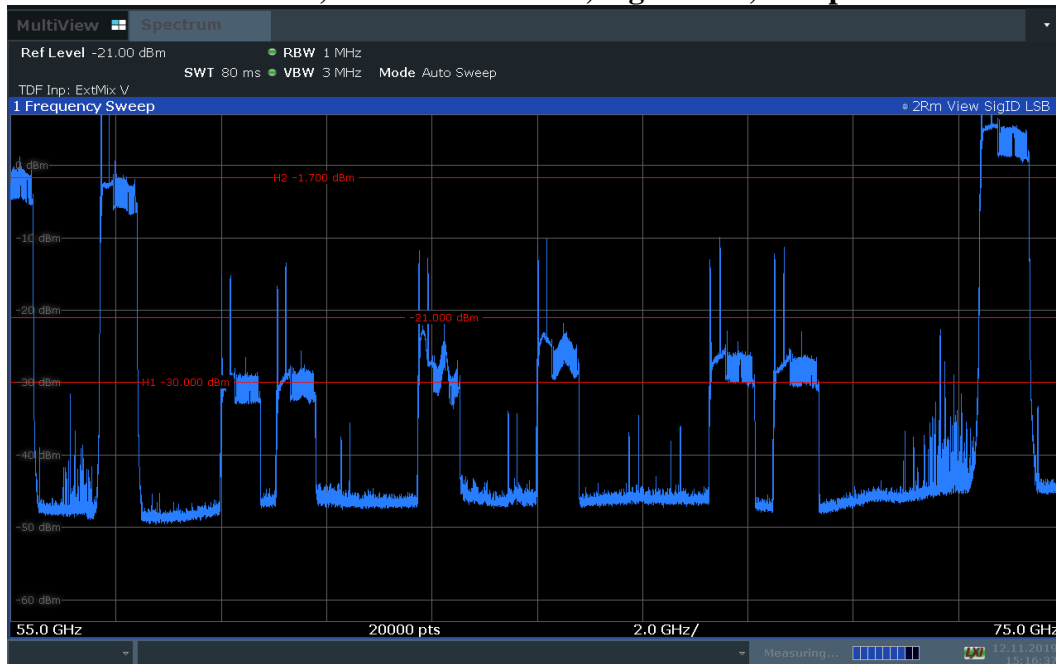 MultiView Spectrum
Ref Level -21.00 dBm RBW 1 MHz
SWT 80 ms VBW 3 MHz Mode Auto Sweep
TDF Inp: ExtMix V
1 Frequency Sweep 2Rm View SigID LSB
0 dBm
H2 -1.700 dBm
-10 dBm
-20 dBm
-21.000 dBm
-30 dBm
H1 -30.000 dBm
-40 dBm
-50 dBm
-60 dBm
55.0 GHz 20000 pts 2.0 GHz/ 75.0 GHz
Measuring... LXI 12.11.2019